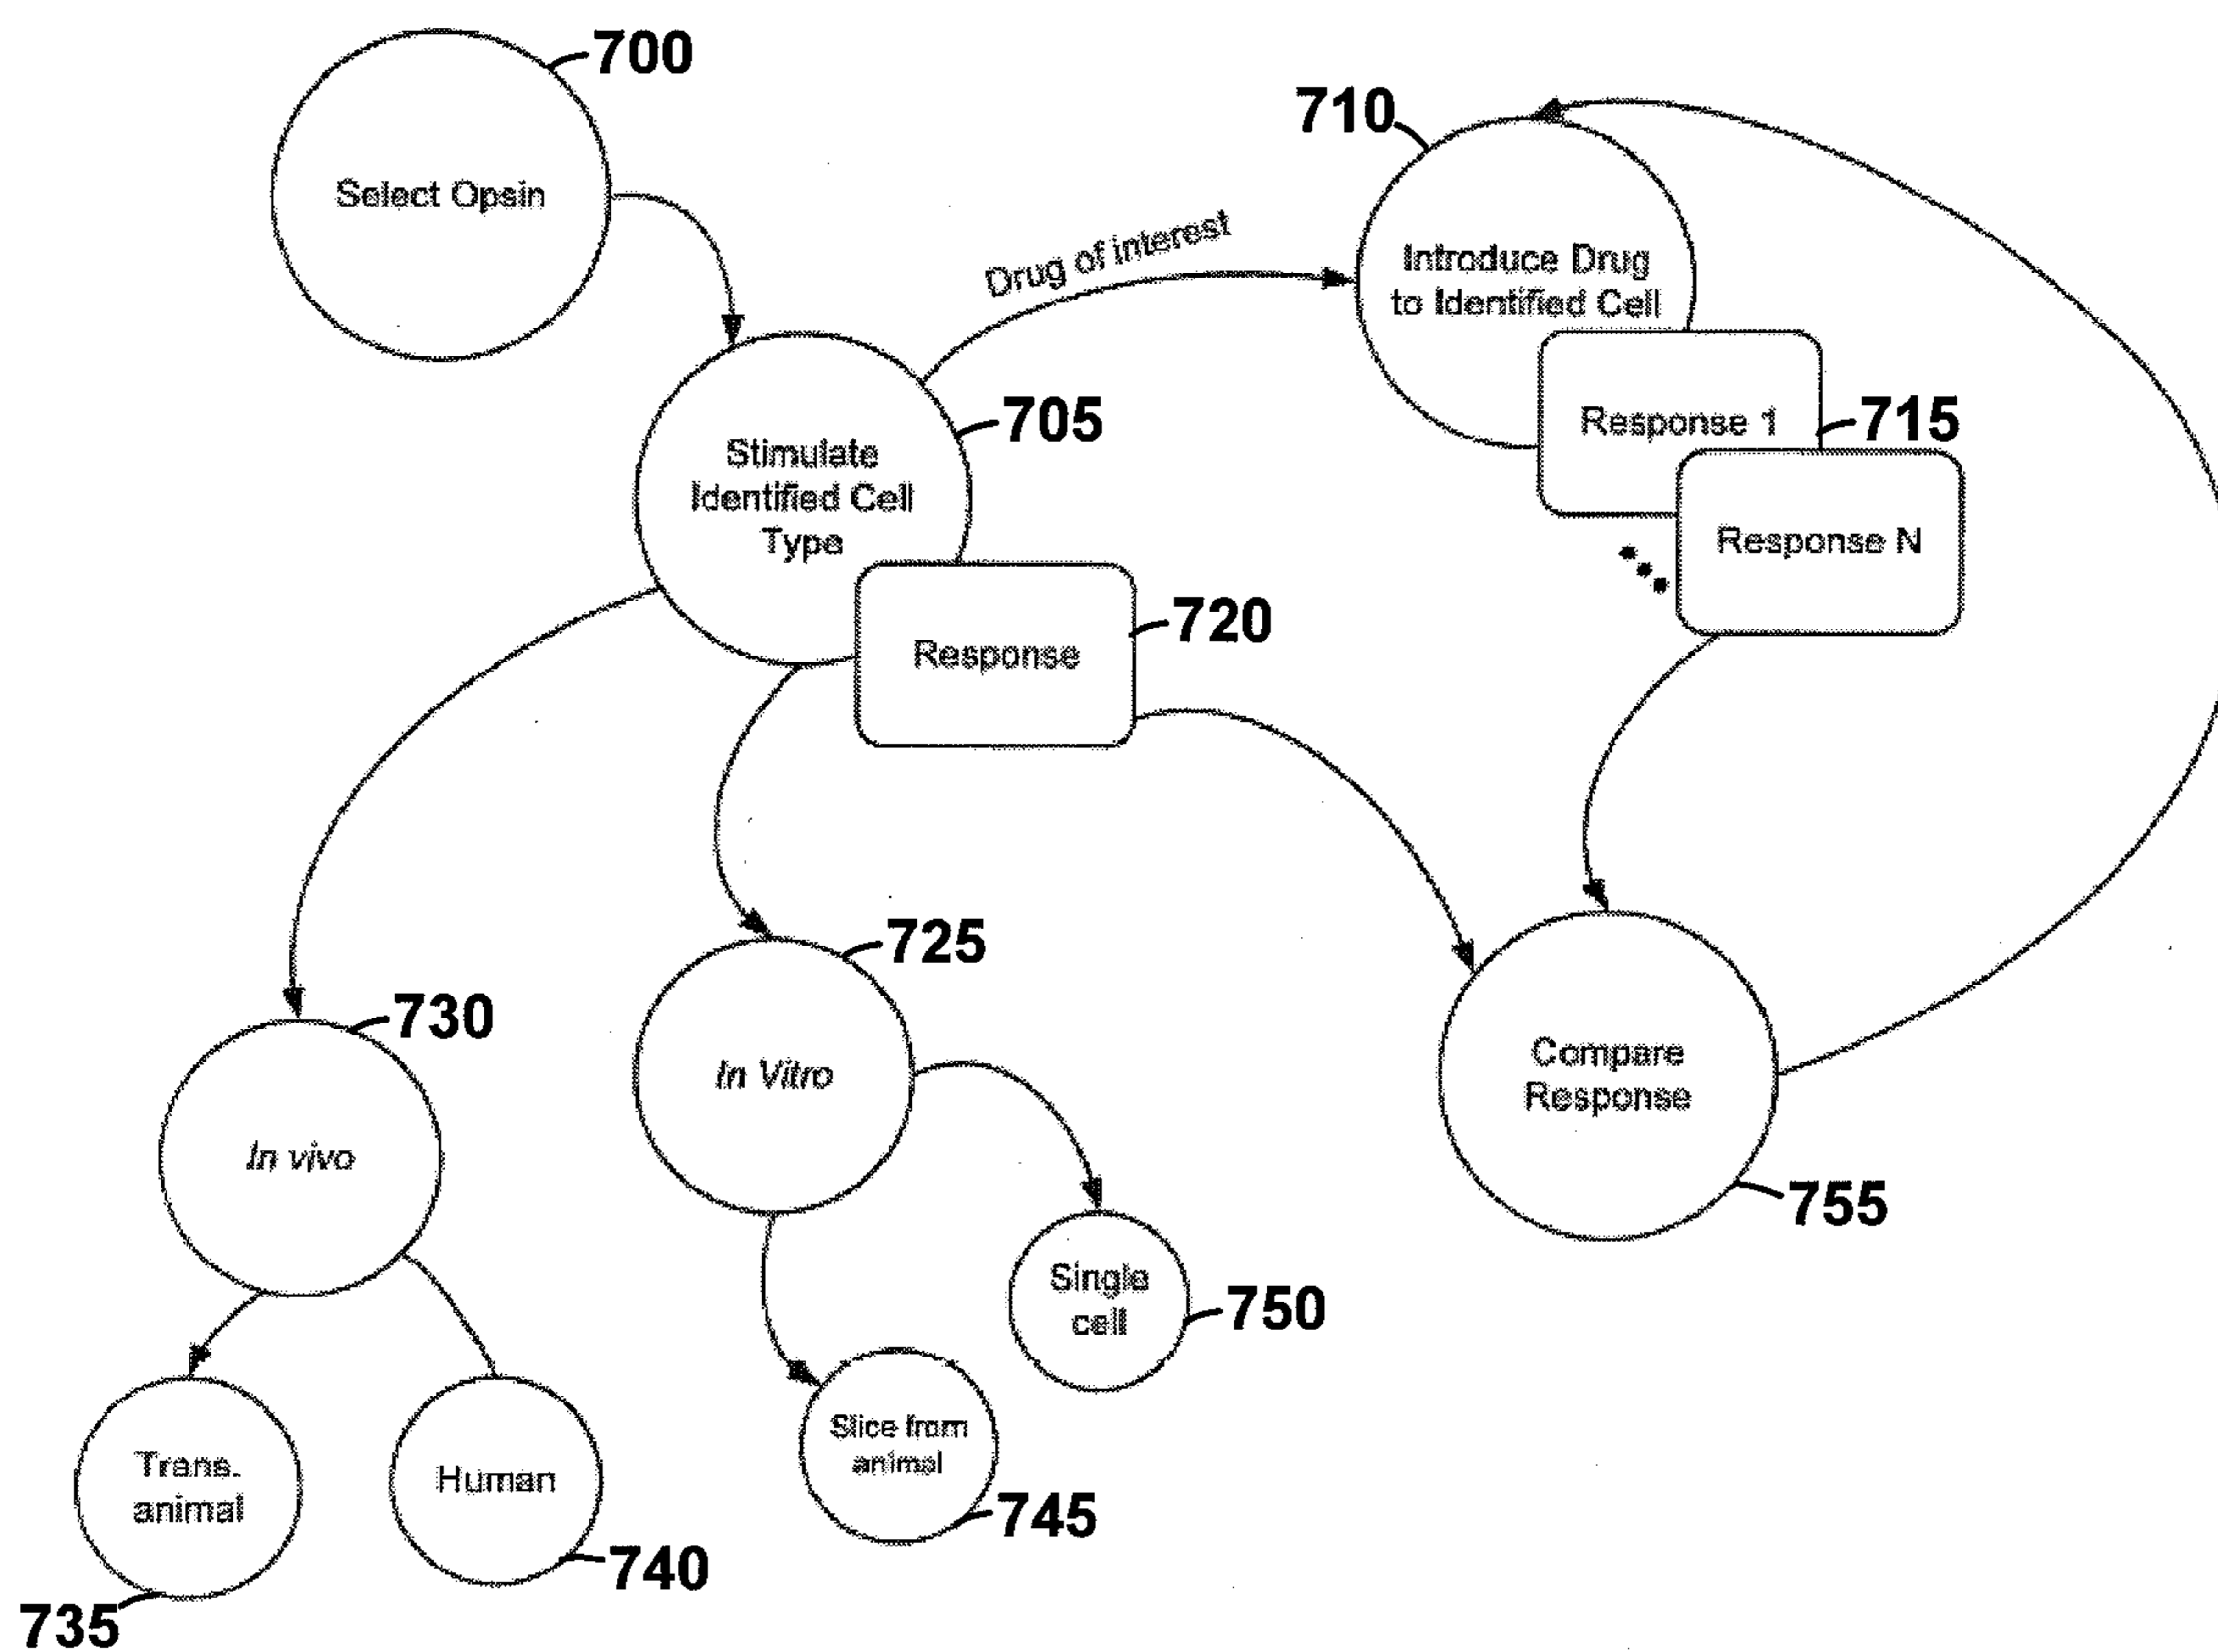 700
Select Opsin
710
Drug of interest
Introduce Drug
to Identified Cell
Response 1
715
Response N
705
Stimulate
Identified Cell
Type
720
Response
725
In Vitro
730
In vivo
Compare
Response
755
Single
cell
750
Slice from
animal
745
Trans.
animal
735
Human
740